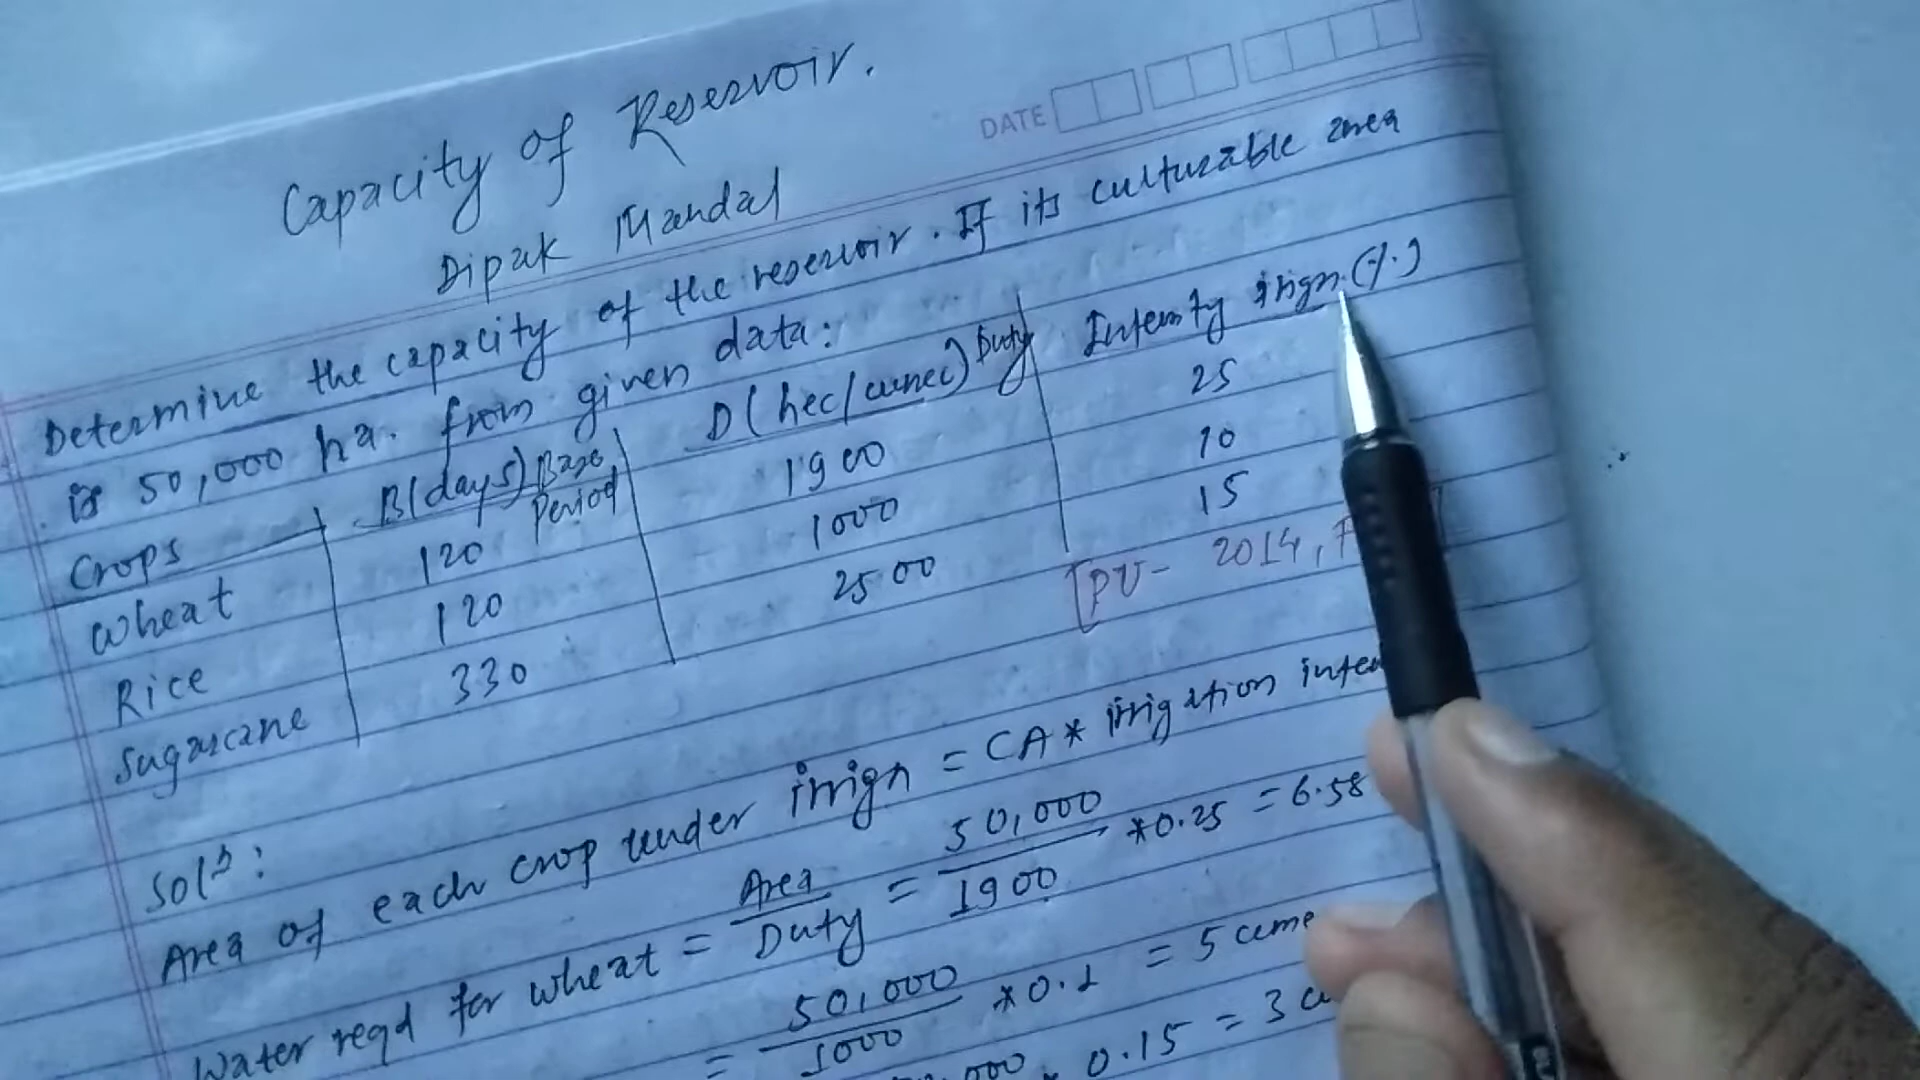 Capacity of Reservoir.
Dipak Mandal
DATE
Determine the capacity of the reservoir. If its culturable area
is 50,000 ha. from given data:
Crops B(days) Base Period D(hec/cumec) Duty Intensity irrign.(%)
Wheat 120 1900 25
Rice 120 1000 10
Sugarcane 330 2500 15
[PU- 2014,
Soln:
Area of each crop under irrign = CA * irrigation
Water reqd for wheat = Area/Duty = 50,000/1900 *0.25 = 6.58
= 50,000/1000 *0.1 = 5
* 0.15 = 3